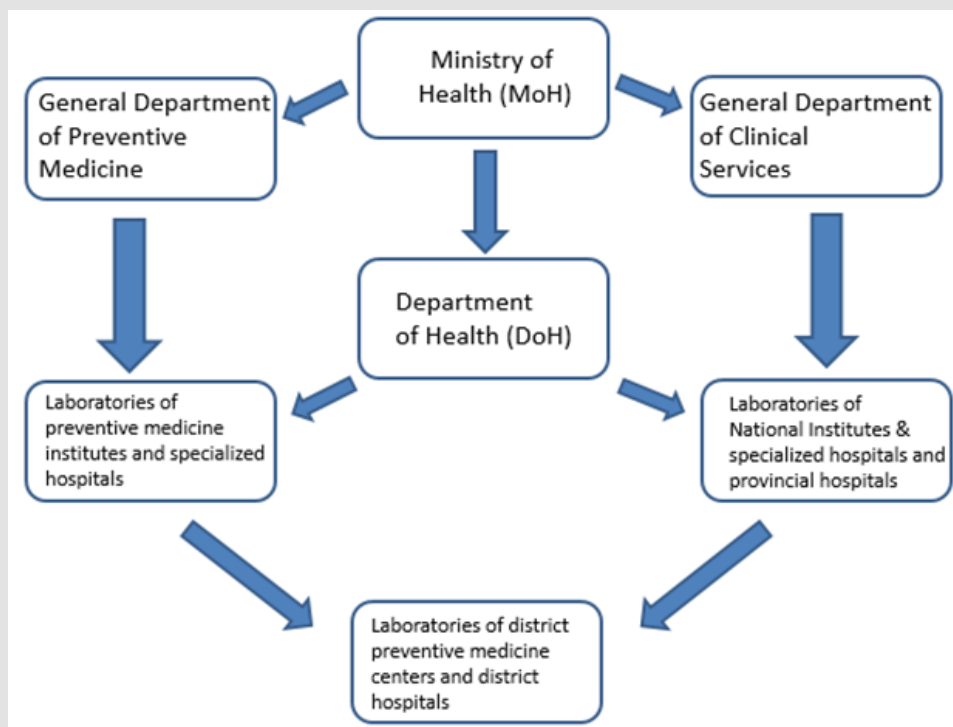 Ministry of
Health (MoH)
General Department
of Preventive
Medicine
General Department
of Clinical
Services
Department
of Health (DoH)
Laboratories of
preventive medicine
institutes and specialized
hospitals
Laboratories of
National Institutes &
specialized hospitals and
provincial hospitals
Laboratories of district
preventive medicine
centers and district
hospitals